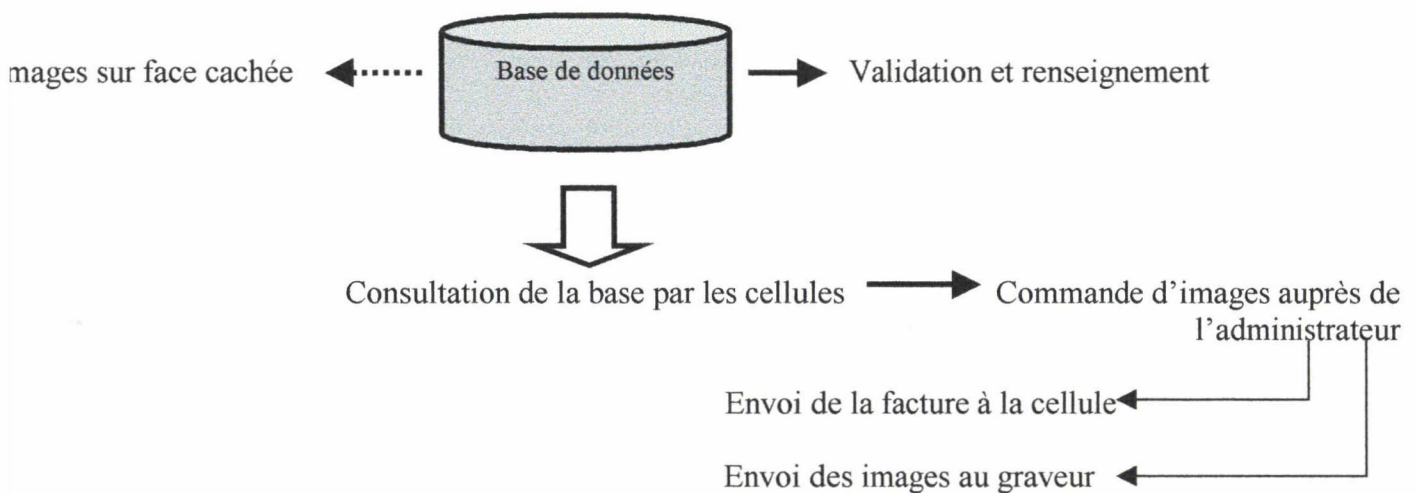 mages sur face cachée
Base de données
Validation et renseignement
Consultation de la base par les cellules
Commande d'images auprès de
l'administrateur
Envoi de la facture à la cellule
Envoi des images au graveur